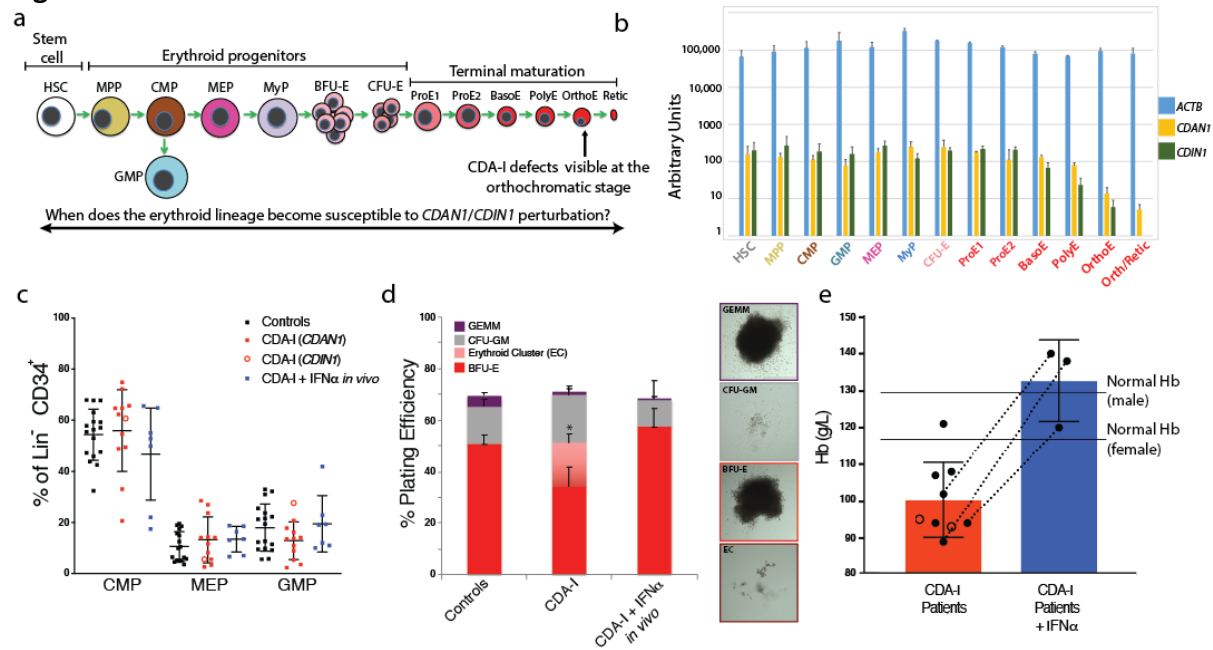 a
Stem
cell
Erythroid progenitors
Terminal maturation
HSC
MPP
CMP
MEP
MyP
BFU-E
CFU-E
ProE1
ProE2
BasoE
PolyE
OrthoE
Retic
GMP
CDA-I defects visible at the
orthochromatic stage
When does the erythroid lineage become susceptible to CDAN1/CDIN1 perturbation?
b
Arbitrary Units
100,000
10,000
1000
100
10
1
ACTB
CDAN1
CDIN1
HSC
MPP
CMP
GMP
MEP
MyP
CFU-E
ProE1
ProE2
BasoE
PolyE
OrthoE
Orth/Retic
c
% of Lin- CD34+
100
80
60
40
20
0
Controls
CDA-I (CDAN1)
CDA-I (CDIN1)
CDA-I + IFNα in vivo
CMP
MEP
GMP
d
% Plating Efficiency
100
80
60
40
20
0
GEMM
CFU-GM
Erythroid Cluster (EC)
BFU-E
*
Controls
CDA-I
CDA-I + IFNα
in vivo
GEMM
CFU-GM
BFU-E
EC
e
Hb (g/L)
150
140
130
120
110
100
90
80
Normal Hb
(male)
Normal Hb
(female)
CDA-I
Patients
CDA-I
Patients
+ IFNα